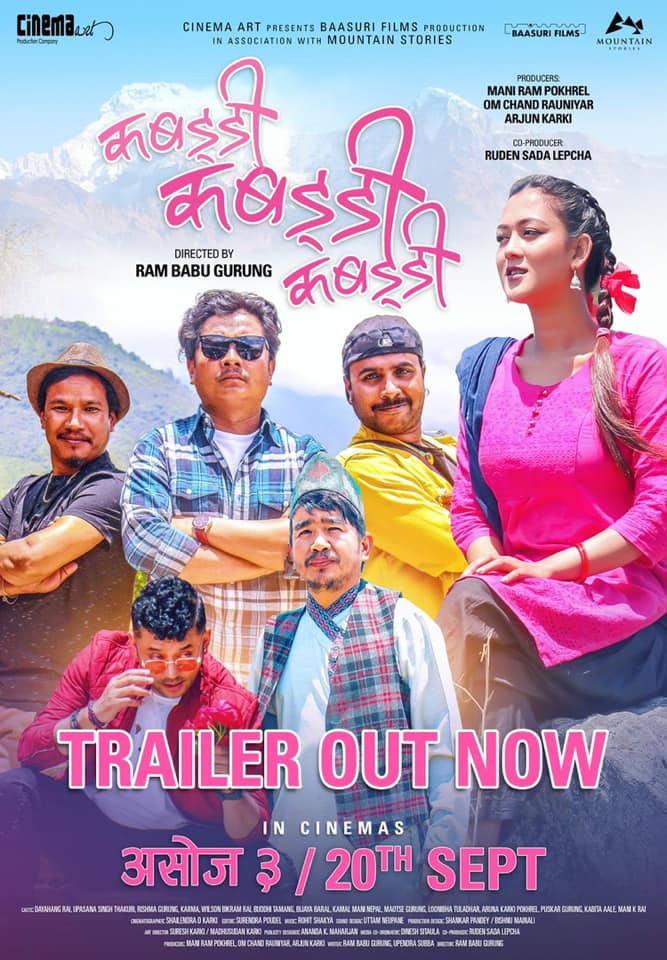 CINEMA art
Production Company
CINEMA ART PRESENTS BAASURI FILMS PRODUCTION
IN ASSOCIATION WITH MOUNTAIN STORIES
BAASURI FILMS
MOUNTAIN
STORIES
PRODUCERS:
MANI RAM POKHREL
OM CHAND RAUNIYAR
ARJUN KARKI
CO-PRODUCER:
RUDEN SADA LEPCHA
कबड्डी
कबड्डी
कबड्डी
DIRECTED BY
RAM BABU GURUNG
TRAILER OUT NOW
IN CINEMAS
असोज ३ / 20TH SEPT
CASTS: DAYAHANG RAI, UPASANA SINGH THAKURI, RISHMA GURUNG, KARMA, WILSON BIKRAM RAI, BUDDHI TAMANG, BIJAYA BARAL, KAMAL MANI NEPAL, MAOTSE GURUNG, LOONIBHA TULADHAR, ARUNA KARKI POKHREL, PUSKAR GURUNG, KABITA AALE, MANI K RAI
CINEMATOGRAPHER: SHAILENDRA D KARKI EDITOR: SURENDRA POUDEL MUSIC: ROHIT SHAKYA SOUND DESIGN: UTTAM NEUPANE PRODUCTION DESIGN: SHANKAR PANDEY / BISHNU MAINALI
ART DIRECTOR: SURESH KARKI / MADHUSUDAN KARKI PUBLICITY DESIGNER: ANANDA K. MAHARJAN MEDIA CO-ORDINATOR: DINESH SITAULA CO-PRODUCER: RUDEN SADA LEPCHA
PRODUCERS: MANI RAM POKHREL, OM CHAND RAUNIYAR, ARJUN KARKI WRITER: RAM BABU GURUNG, UPENDRA SUBBA DIRECTOR: RAM BABU GURUNG